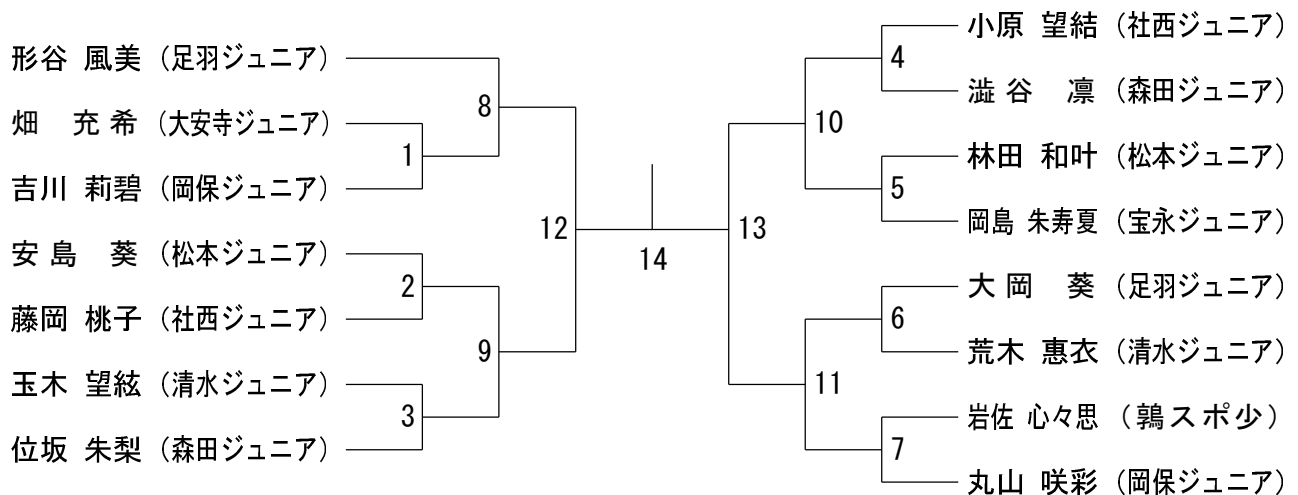 形谷 風美（足羽ジュニア）
畑　充希（大安寺ジュニア）
吉川 莉碧（岡保ジュニア）
安島　葵（松本ジュニア）
藤岡 桃子（社西ジュニア）
玉木 望絃（清水ジュニア）
位坂 朱梨（森田ジュニア）
1
2
3
8
9
12
14
13
10
11
4
5
6
7
小原 望結（社西ジュニア）
澁谷　凛（森田ジュニア）
林田 和叶（松本ジュニア）
岡島 朱寿夏（宝永ジュニア）
大岡　葵（足羽ジュニア）
荒木 惠衣（清水ジュニア）
岩佐 心々思（鶉スポ少）
丸山 咲彩（岡保ジュニア）